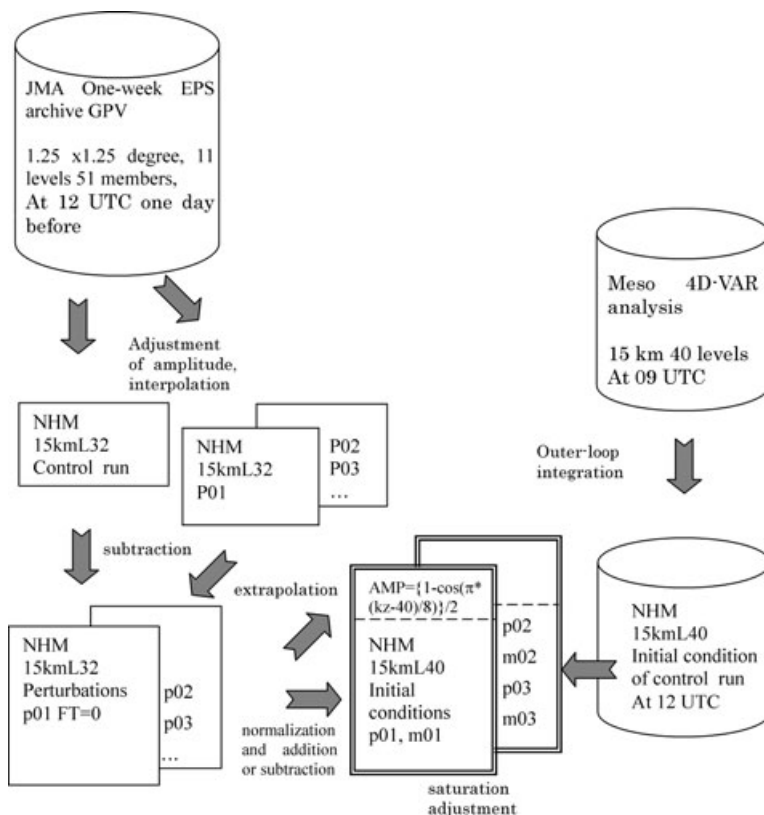 JMA One-week EPS
archive GPV
1.25 x1.25 degree, 11
levels 51 members,
At 12 UTC one day
before
Adjustment
of amplitude,
interpolation
NHM
15kmL32
Control run
NHM
15kmL32
P01
P02
P03
...
subtraction
NHM
15kmL32
Perturbations
p01 FT=0
p02
p03
...
extrapolation
normalization
and addition
or subtraction
AMP={1-cos(π*
(kz-40)/8)}/2
NHM
15kmL40
Initial
conditions
p01, m01
p02
m02
p03
m03
saturation
adjustment
Meso 4D-VAR
analysis
15 km 40 levels
At 09 UTC
Outer-loop
integration
NHM
15kmL40
Initial condition
of control run
At 12 UTC